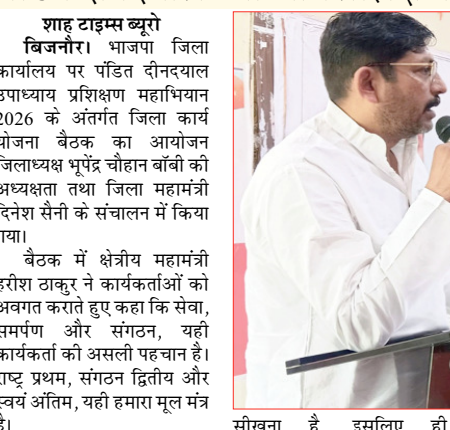 शाह टाइम्स ब्यूरो
बिजनौर। भाजपा जिला
कार्यालय पर पंडित दीनदयाल
उपाध्याय प्रशिक्षण महाभियान
2026 के अंतर्गत जिला कार्य
योजना बैठक का आयोजन
जिलाध्यक्ष भूपेंद्र चौहान बॉबी की
अध्यक्षता तथा जिला महामंत्री
दिनेश सैनी के संचालन में किया
गया।
बैठक में क्षेत्रीय महामंत्री
हरीश ठाकुर ने कार्यकर्ताओं को
अवगत कराते हुए कहा कि सेवा,
समर्पण और संगठन, यही
कार्यकर्ता की असली पहचान है।
राष्ट्र प्रथम, संगठन द्वितीय और
स्वयं अंतिम, यही हमारा मूल मंत्र
है।
सीखना है, इसलिए ही